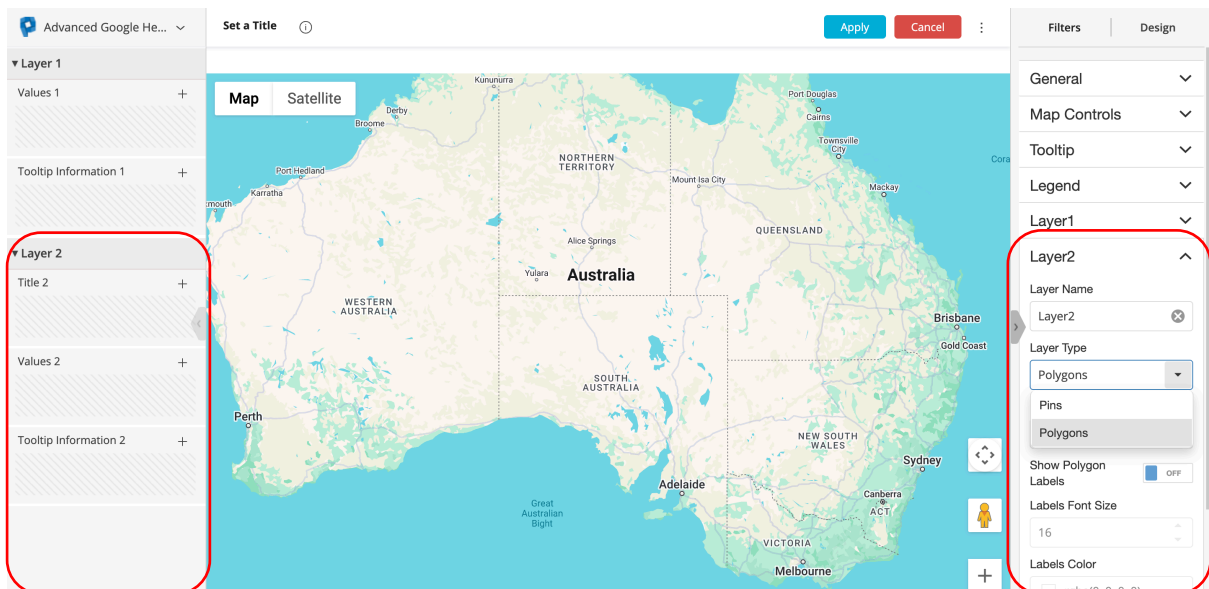 Advanced Google He...
Set a Title
Apply
Cancel
Filters
Design
Layer 1
Values 1
Tooltip Information 1
Layer 2
Title 2
Values 2
Tooltip Information 2
Map
Satellite
Kununurra
Derby
Broome
Port Hedland
Karratha
mouth
NORTHERN
TERRITORY
Mount Isa City
Port Douglas
Cairns
Townsville
City
Cora
Mackay
QUEENSLAND
Alice Springs
Yulara
Australia
WESTERN
AUSTRALIA
Brisbane
Gold Coast
SOUTH
AUSTRALIA
Perth
NEW SOUTH
WALES
Sydney
Adelaide
Canberra
ACT
Great
Australian
Bight
VICTORIA
Melbourne
General
Map Controls
Tooltip
Legend
Layer1
Layer2
Layer Name
Layer2
Layer Type
Polygons
Pins
Polygons
Show Polygon
Labels
OFF
Labels Font Size
16
Labels Color